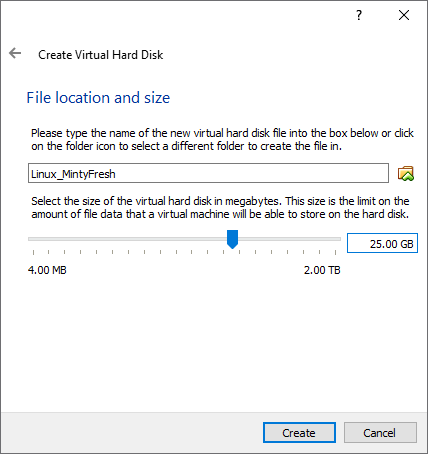 ?
Create Virtual Hard Disk
File location and size
Please type the name of the new virtual hard disk file into the box below or click
on the folder icon to select a different folder to create the file in.
Linux_MintyFresh
Select the size of the virtual hard disk in megabytes. This size is the limit on the
amount of file data that a virtual machine will be able to store on the hard disk.
25.00 GB
4.00 MB 2.00 TB
Create Cancel